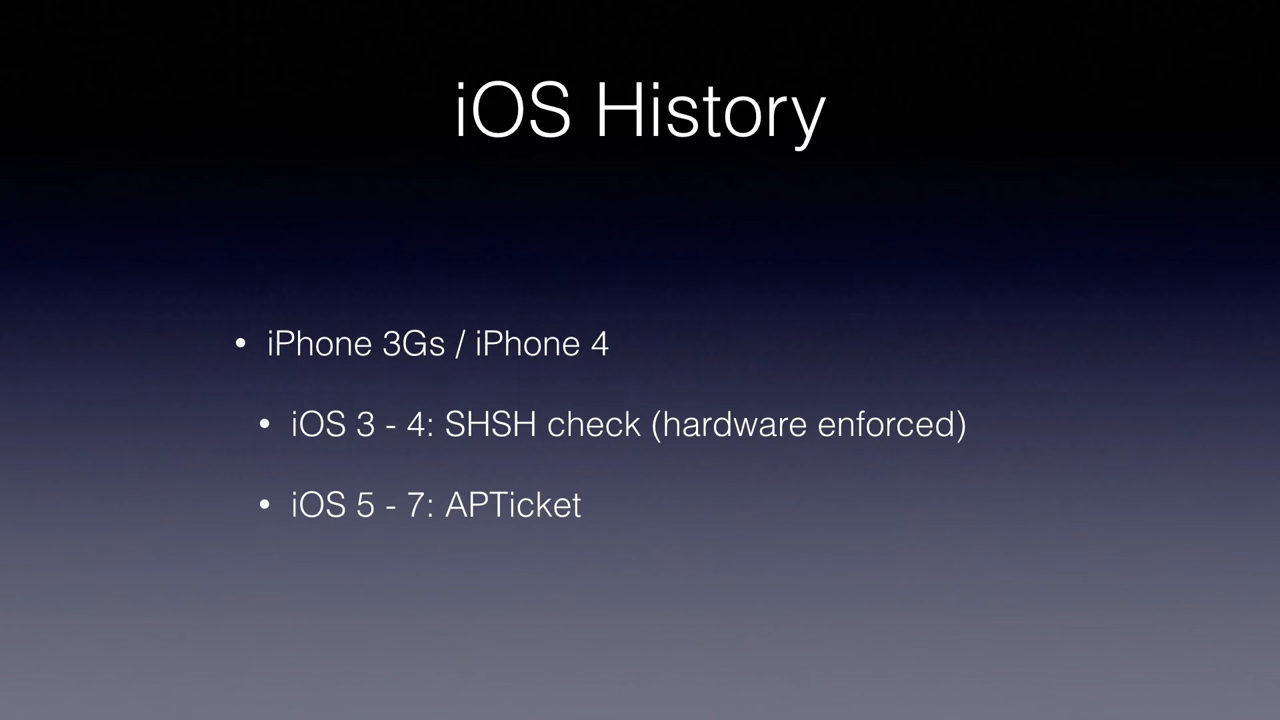 iOS History
• iPhone 3Gs / iPhone 4
• iOS 3 - 4: SHSH check (hardware enforced)
• iOS 5 - 7: APTicket